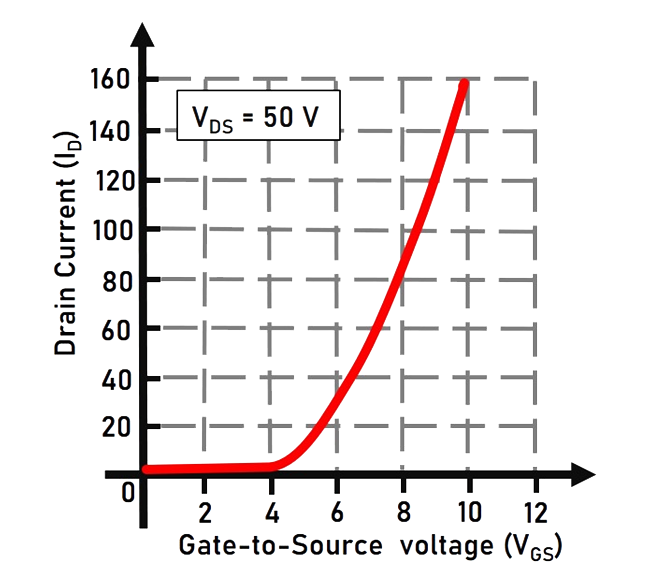 160
V_DS = 50 V
140
120
100
80
60
40
20
0
2 4 6 8 10 12
Drain Current (I_D)
Gate-to-Source voltage (V_GS)